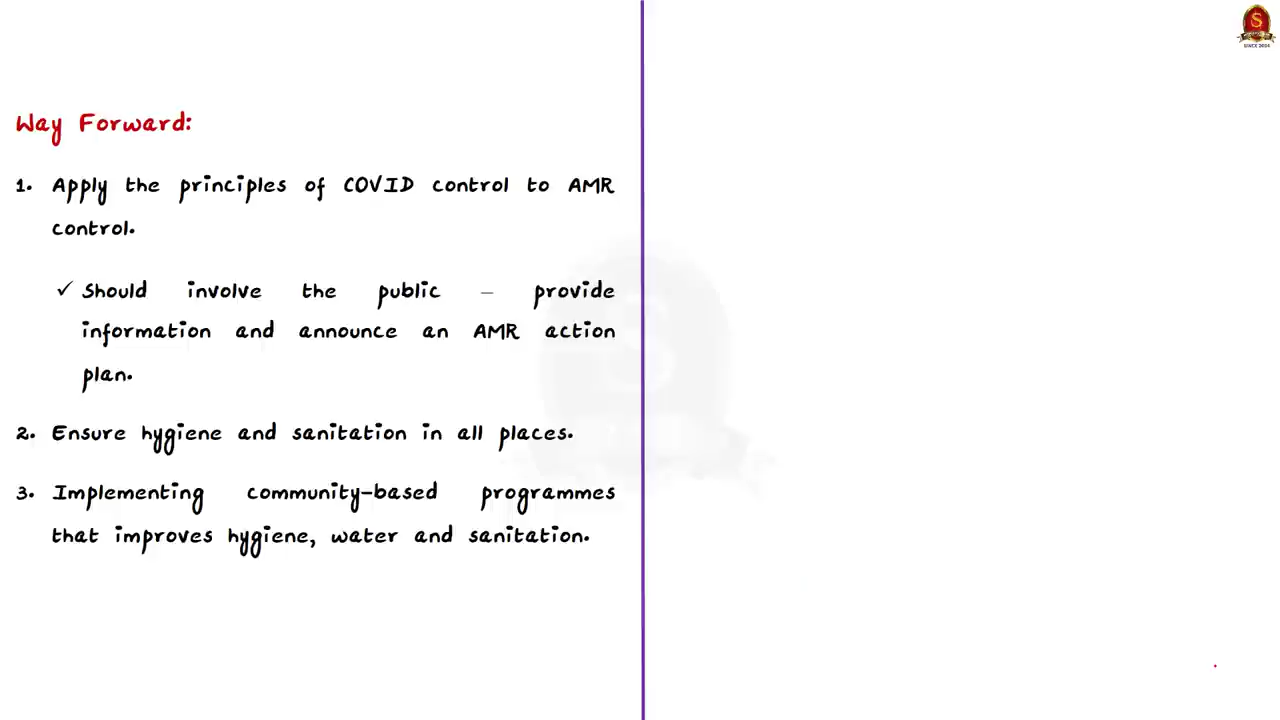 Way Forward:
1. Apply the principles of COVID control to AMR
control.
✓ Should involve the public – provide
information and announce an AMR action
plan.
2. Ensure hygiene and sanitation in all places.
3. Implementing community-based programmes
that improves hygiene, water and sanitation.
S